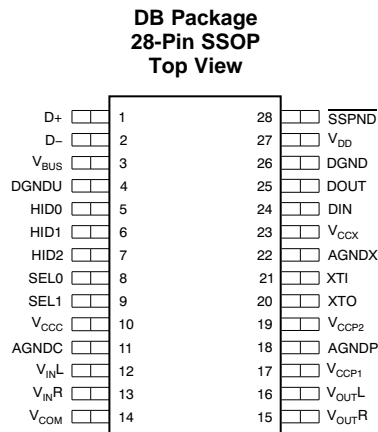 DB Package
28-Pin SSOP
Top View
D+ 1 28 SSPND
D– 2 27 VDD
VBUS 3 26 DGND
DGNDU 4 25 DOUT
HID0 5 24 DIN
HID1 6 23 VCCX
HID2 7 22 AGNDX
SEL0 8 21 XTI
SEL1 9 20 XTO
VCCC 10 19 VCCP2
AGNDC 11 18 AGNDP
VINL 12 17 VCCP1
VINR 13 16 VOUTL
VCOM 14 15 VOUTR